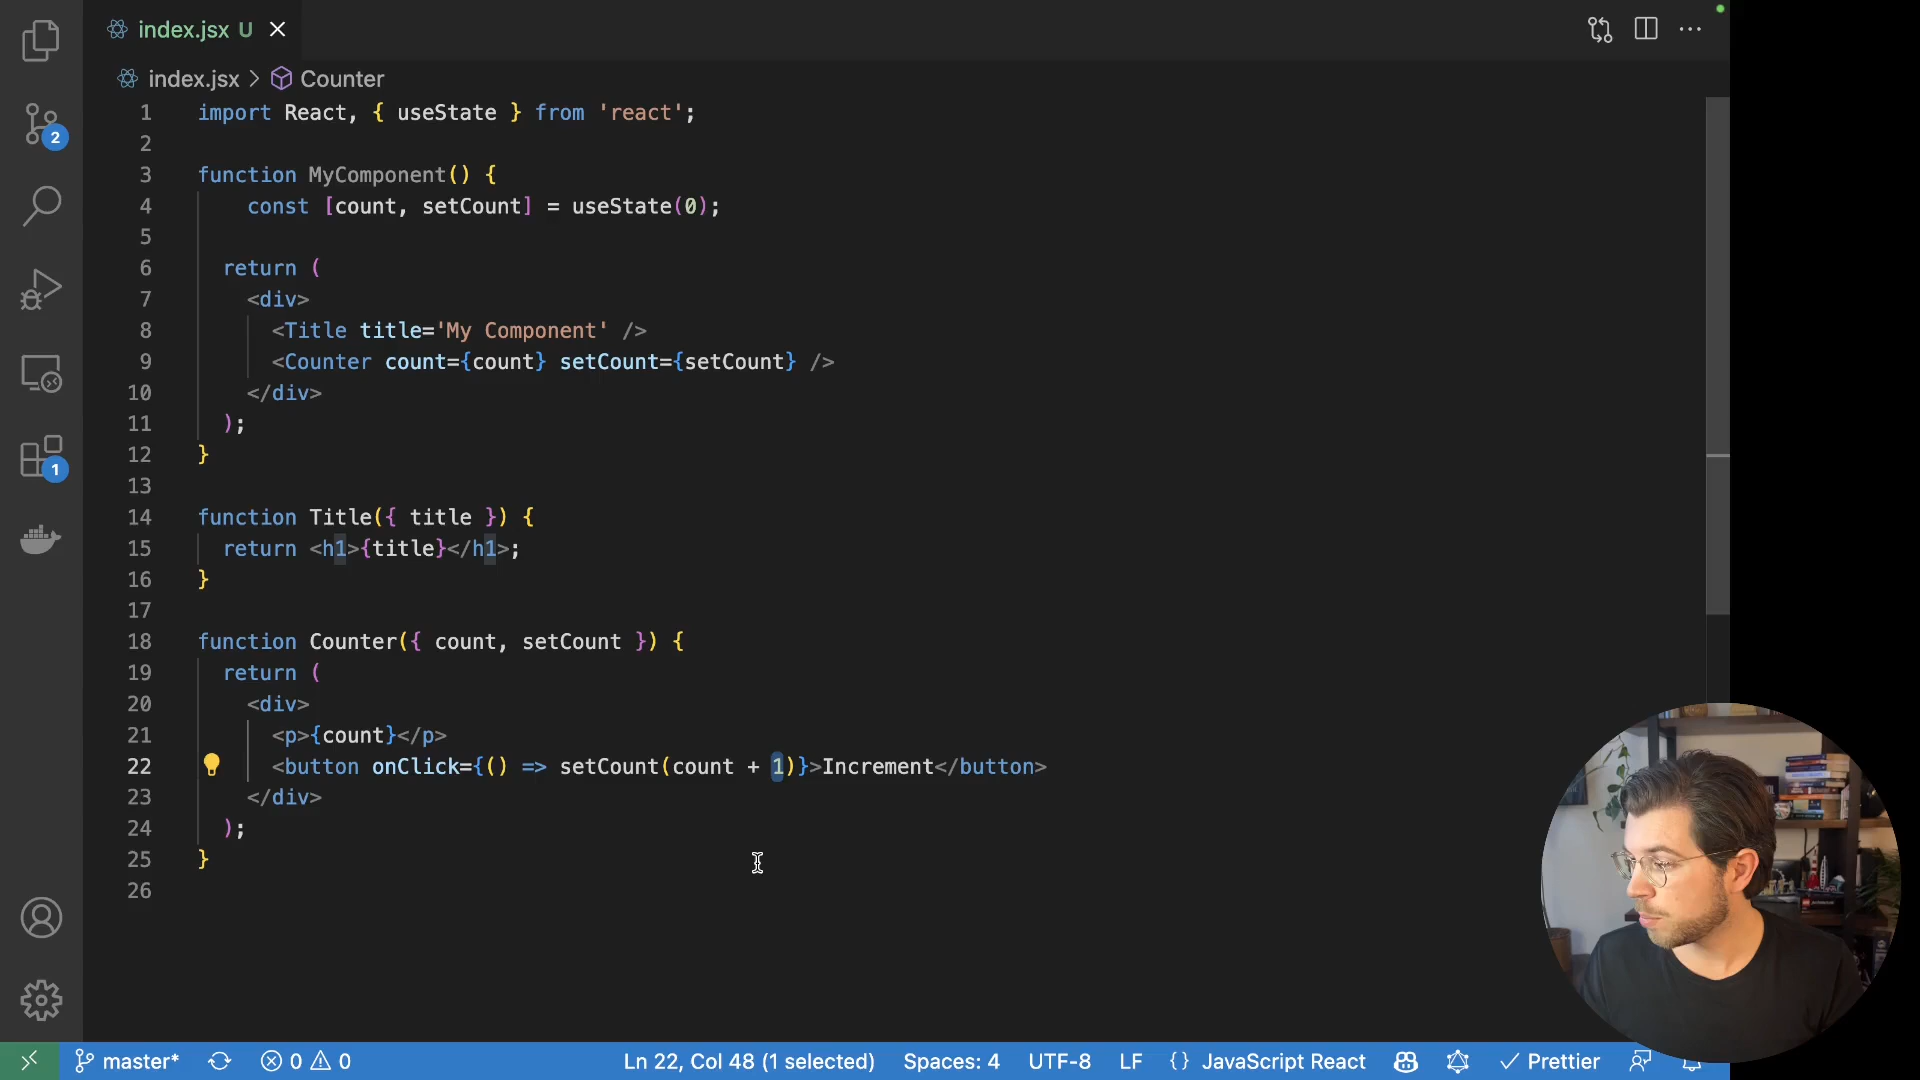 index.jsx U
index.jsx > Counter
1 import React, { useState } from 'react';
2
3 function MyComponent() {
4 const [count, setCount] = useState(0);
5
6 return (
7 <div>
8 <Title title='My Component' />
9 <Counter count={count} setCount={setCount} />
10 </div>
11 );
12 }
13
14 function Title({ title }) {
15 return <h1>{title}</h1>;
16 }
17
18 function Counter({ count, setCount }) {
19 return (
20 <div>
21 <p>{count}</p>
22 <button onClick={() => setCount(count + 1)}>Increment</button>
23 </div>
24 );
25 }
26
2
1
master* 0 0 Ln 22, Col 48 (1 selected) Spaces: 4 UTF-8 LF {} JavaScript React Prettier